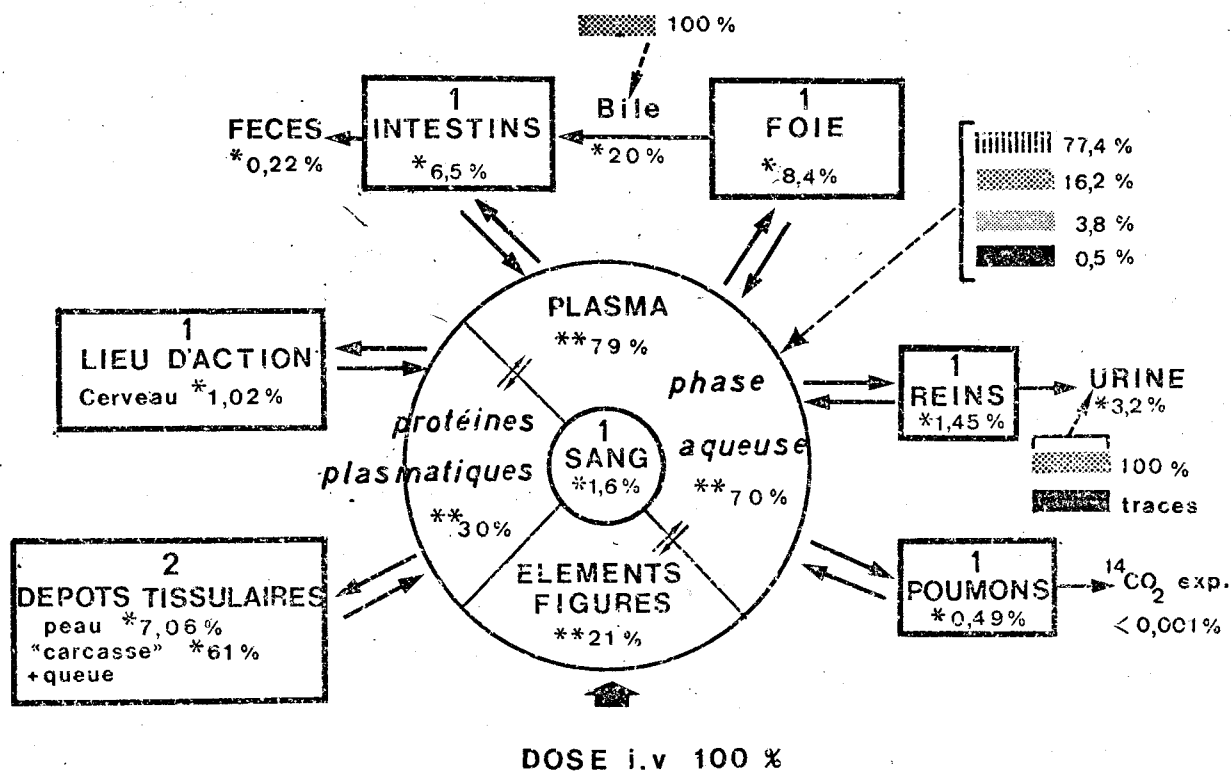 100 %
1
INTESTINS
*6,5 %
FECES
*0,22 %
Bile
*20 %
1
FOIE
*8,4%
77,4 %
16,2 %
3,8 %
0,5 %
1
LIEU D'ACTION
Cerveau *1,02%
PLASMA
**79 %
phase
aqueuse
**70%
protéines
plasmatiques
**30%
1
SANG
*1,6%
ELEMENTS
FIGURES
**21 %
1
REINS
*1,45%
URINE
*3,2%
100 %
traces
2
DEPOTS TISSULAIRES
peau *7,06%
"carcasse" *61%
+queue
1
POUMONS
*0,49%
14CO2 exp.
<0,001%
DOSE i.v 100 %